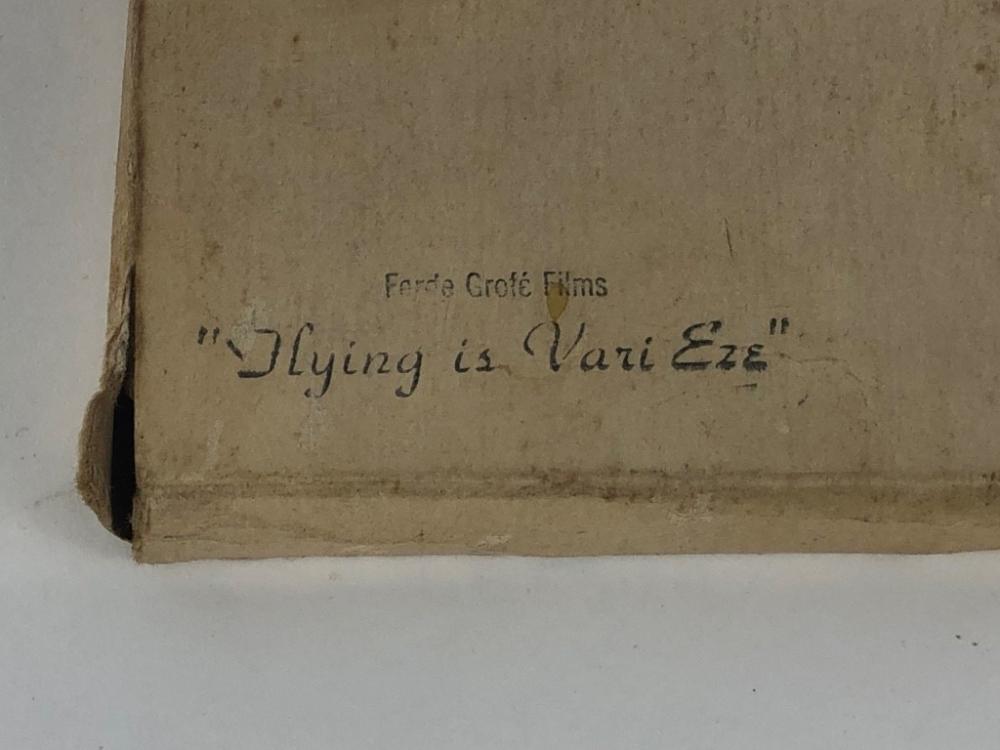 Ferde Grofé Films
"Flying is Vari Eze"